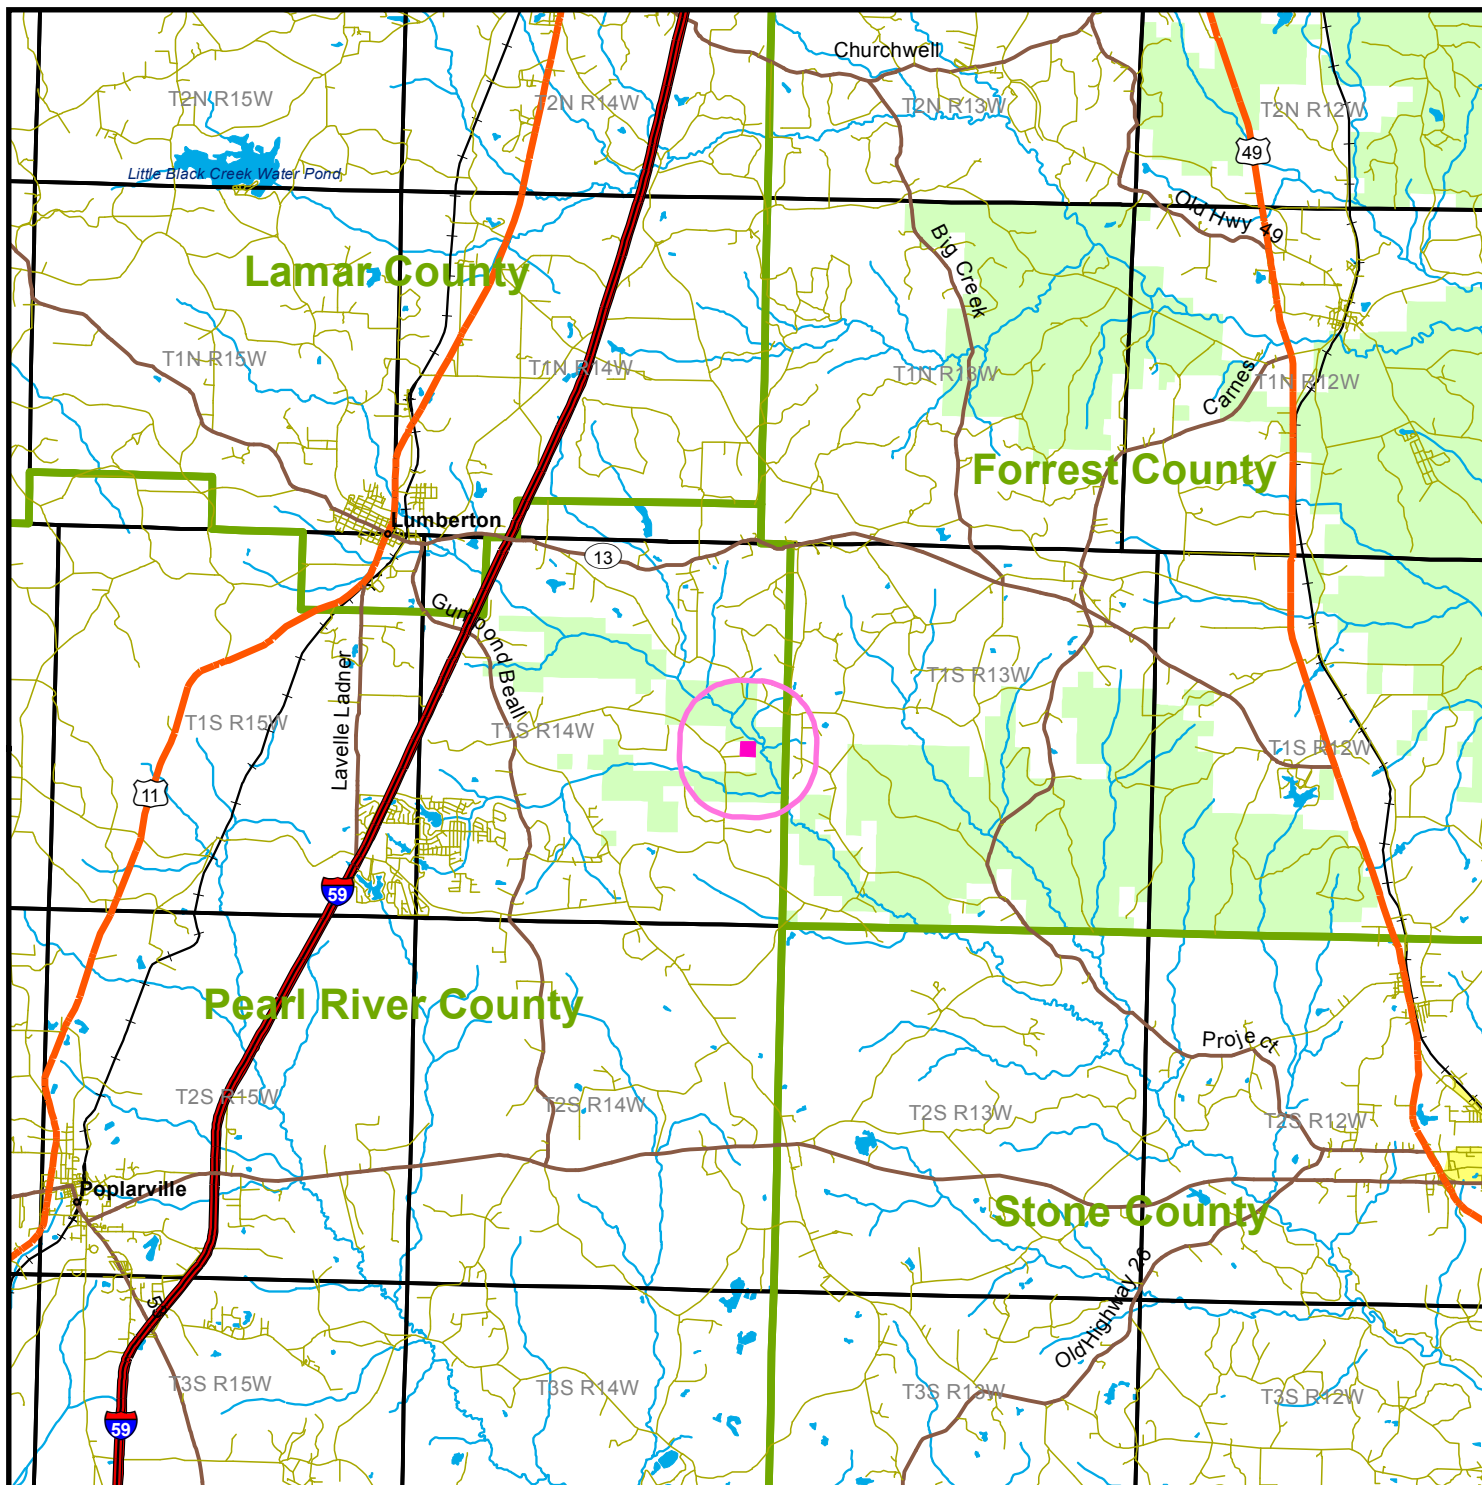 Churchwell
T2N R15W
T2N R14W
T2N R13W
T2N R12W
49
Little Black Creek Water Pond
Old Hwy 49
Big Creek
Lamar County
T1N R15W
T1N R14W
T1N R13W
T1N R12W
Carnes
Forrest County
Lumberton
13
Gumpond Beall
Lavelle Ladner
T1S R15W
T1S R14W
T1S R13W
T1S R12W
11
59
Pearl River County
Project
T2S R15W
T2S R14W
T2S R13W
T2S R12W
Poplarville
Stone County
OldHighway 26
T3S R15W
T3S R14W
T3S R13W
T3S R12W
59